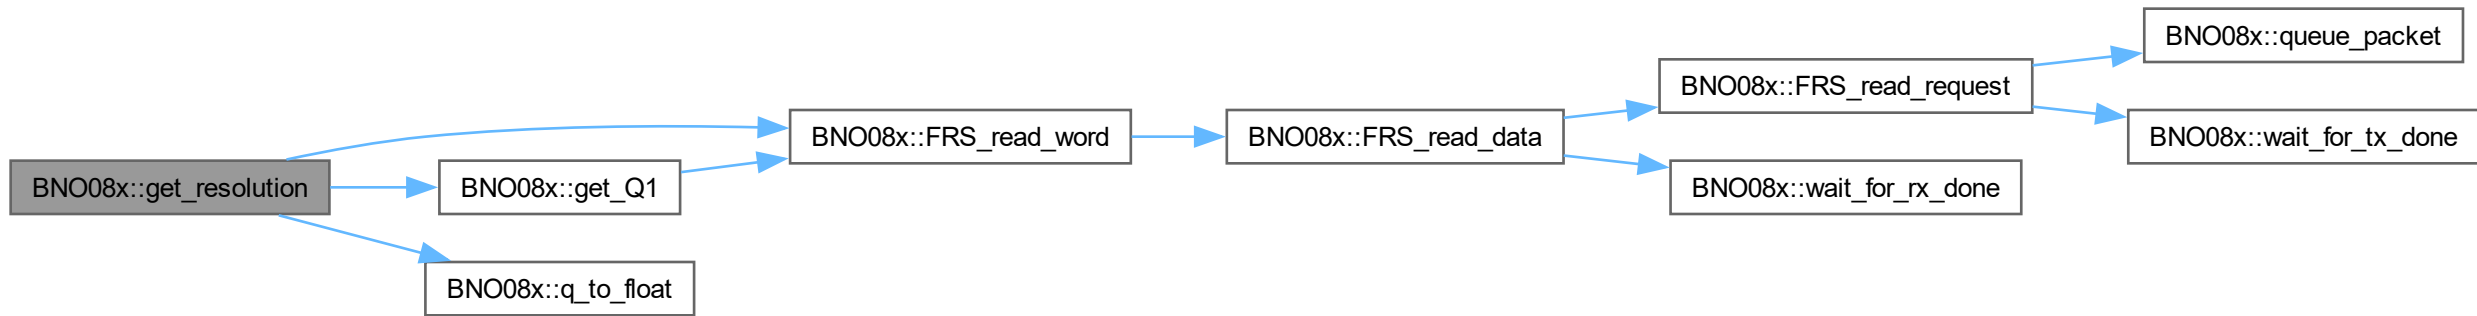 BNO08x::get_resolution
BNO08x::get_Q1
BNO08x::q_to_float
BNO08x::FRS_read_word
BNO08x::FRS_read_data
BNO08x::FRS_read_request
BNO08x::wait_for_rx_done
BNO08x::queue_packet
BNO08x::wait_for_tx_done